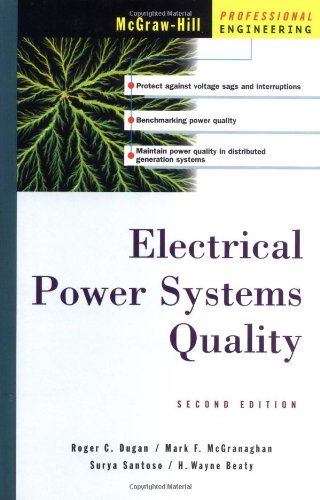 McGraw-Hill PROFESSIONAL
ENGINEERING
Protect against voltage sags and interruptions
Benchmarking power quality
Maintain power quality in distributed
generation systems
Electrical
Power Systems
Quality
SECOND EDITION
Roger C. Dugan / Mark F. McGranaghan
Surya Santoso / H. Wayne Beaty